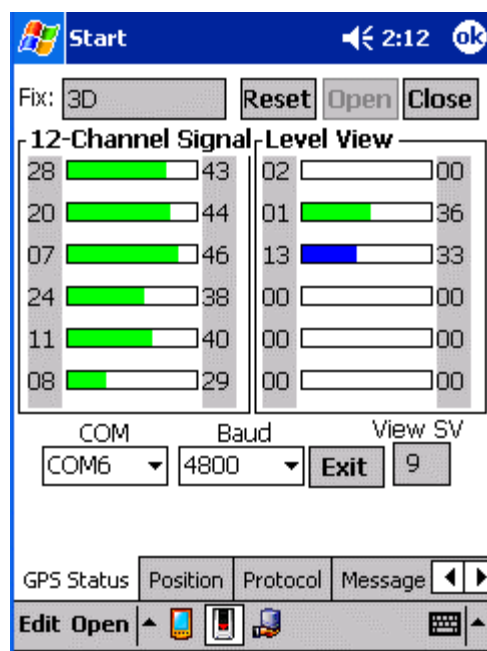 Start 2:12 ok
Fix: 3D Reset Open Close
12-Channel Signal Level View
28 43 02 00
20 44 01 36
07 46 13 33
24 38 00 00
11 40 00 00
08 29 00 00
COM Baud View SV
COM6 4800 Exit 9
GPS Status Position Protocol Message
Edit Open